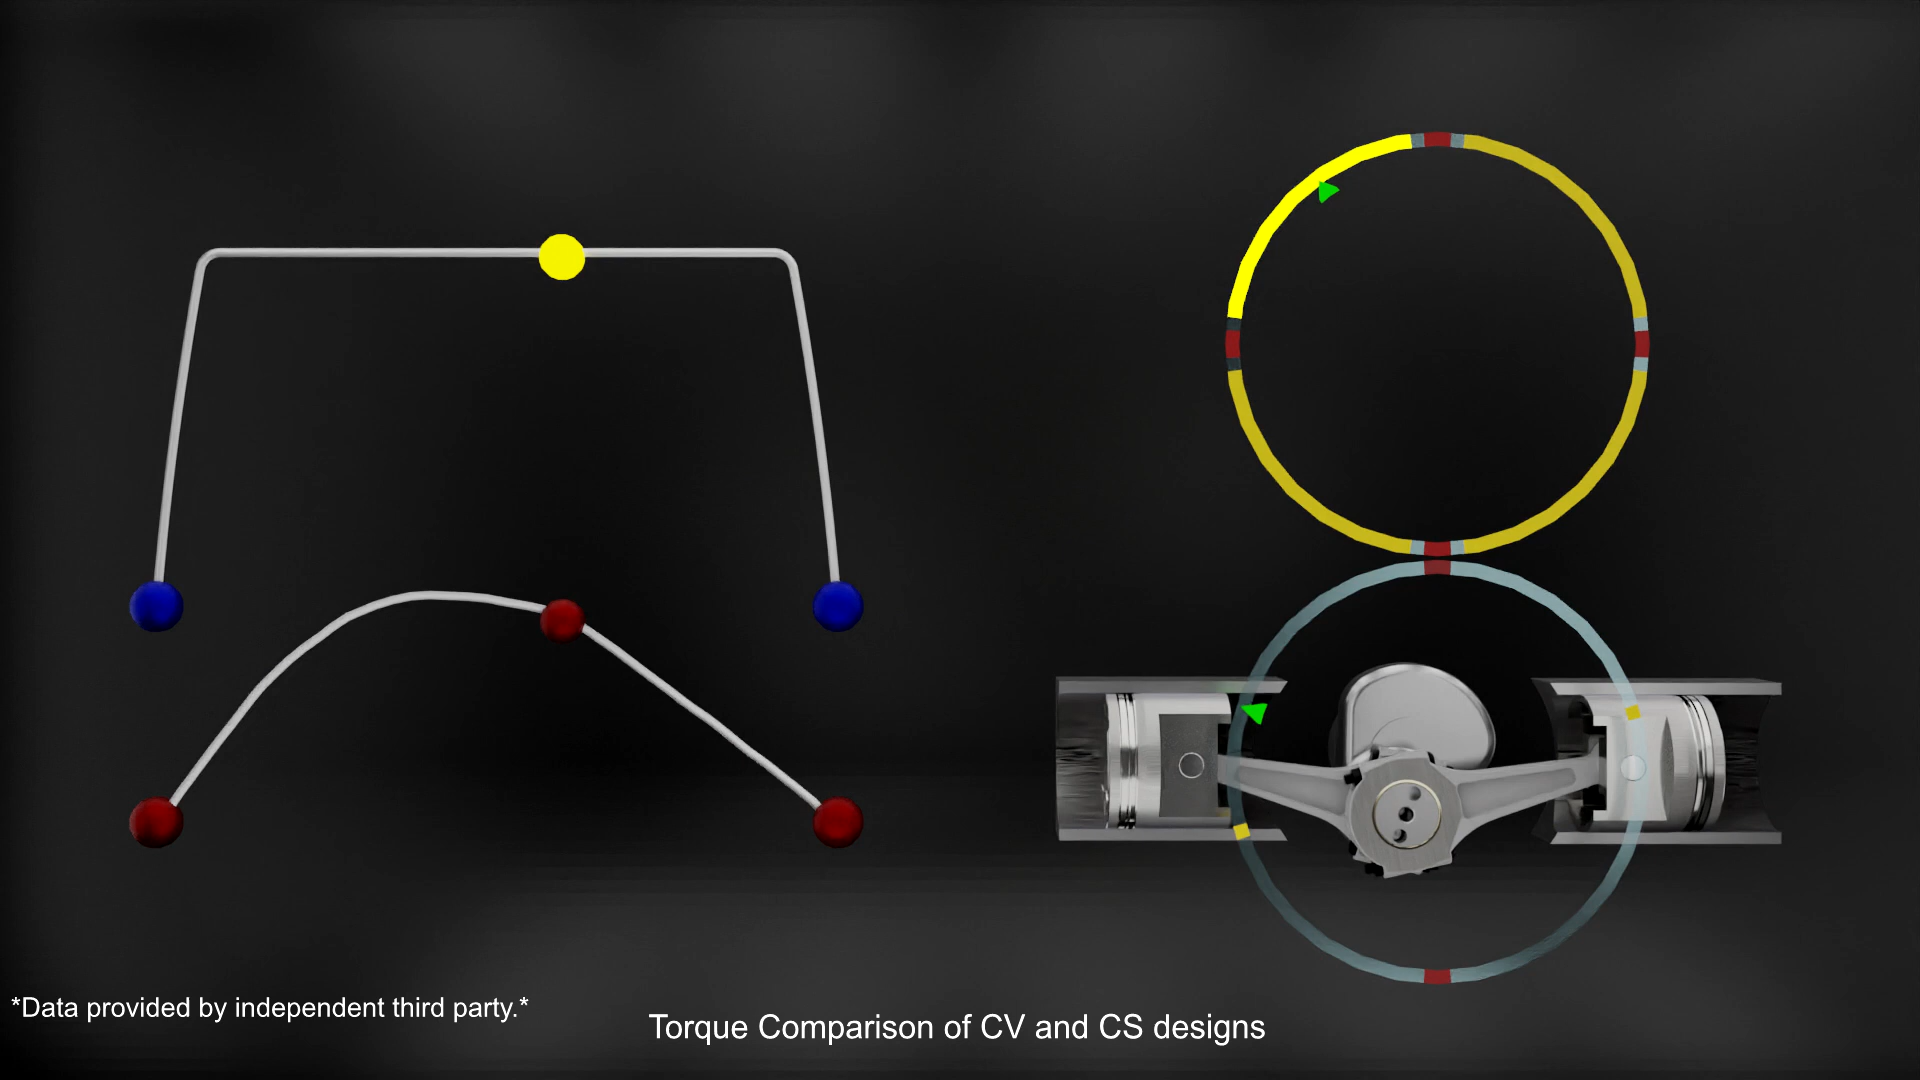 *Data provided by independent third party.*
Torque Comparison of CV and CS designs